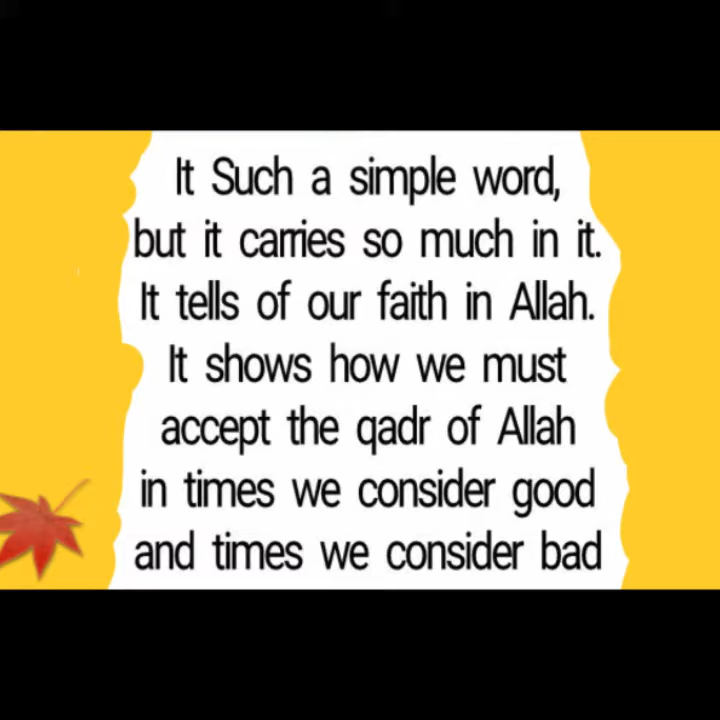 It Such a simple word,
but it carries so much in it.
It tells of our faith in Allah.
It shows how we must
accept the qadr of Allah
in times we consider good
and times we consider bad